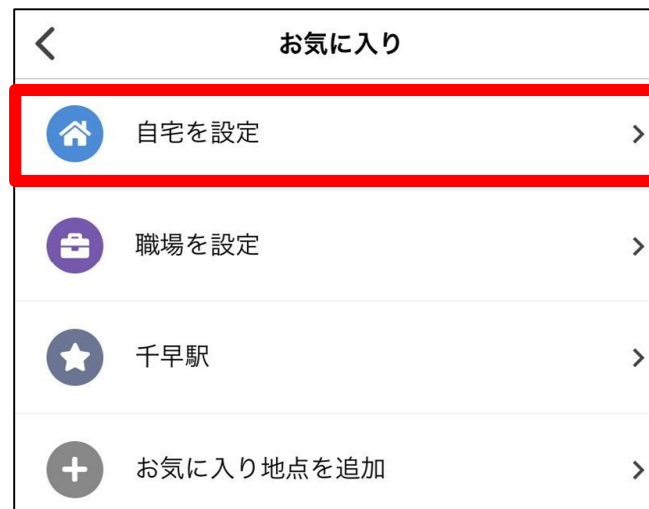 お気に入り
自宅を設定
職場を設定
千早駅
お気に入り地点を追加